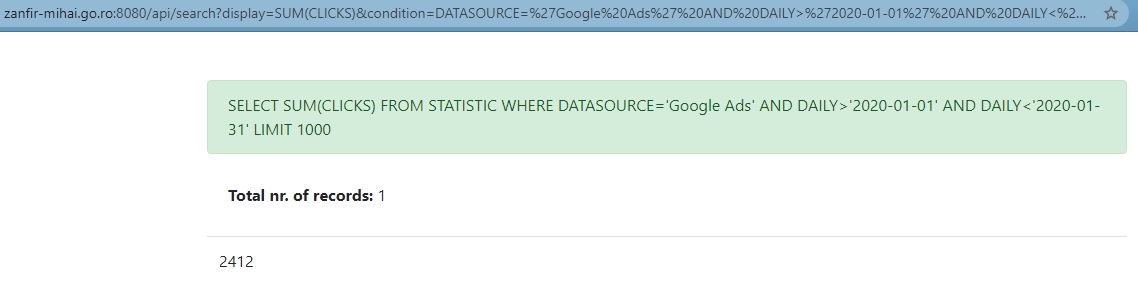 zanfir-mihai.go.ro:8080/api/search?display=SUM(CLICKS)&condition=DATASOURCE=%27Google%20Ads%27%20AND%20DAILY>%272020-01-01%27%20AND%20DAILY<%2...
SELECT SUM(CLICKS) FROM STATISTIC WHERE DATASOURCE='Google Ads' AND DAILY>'2020-01-01' AND DAILY<'2020-01-
31' LIMIT 1000
Total nr. of records: 1
2412